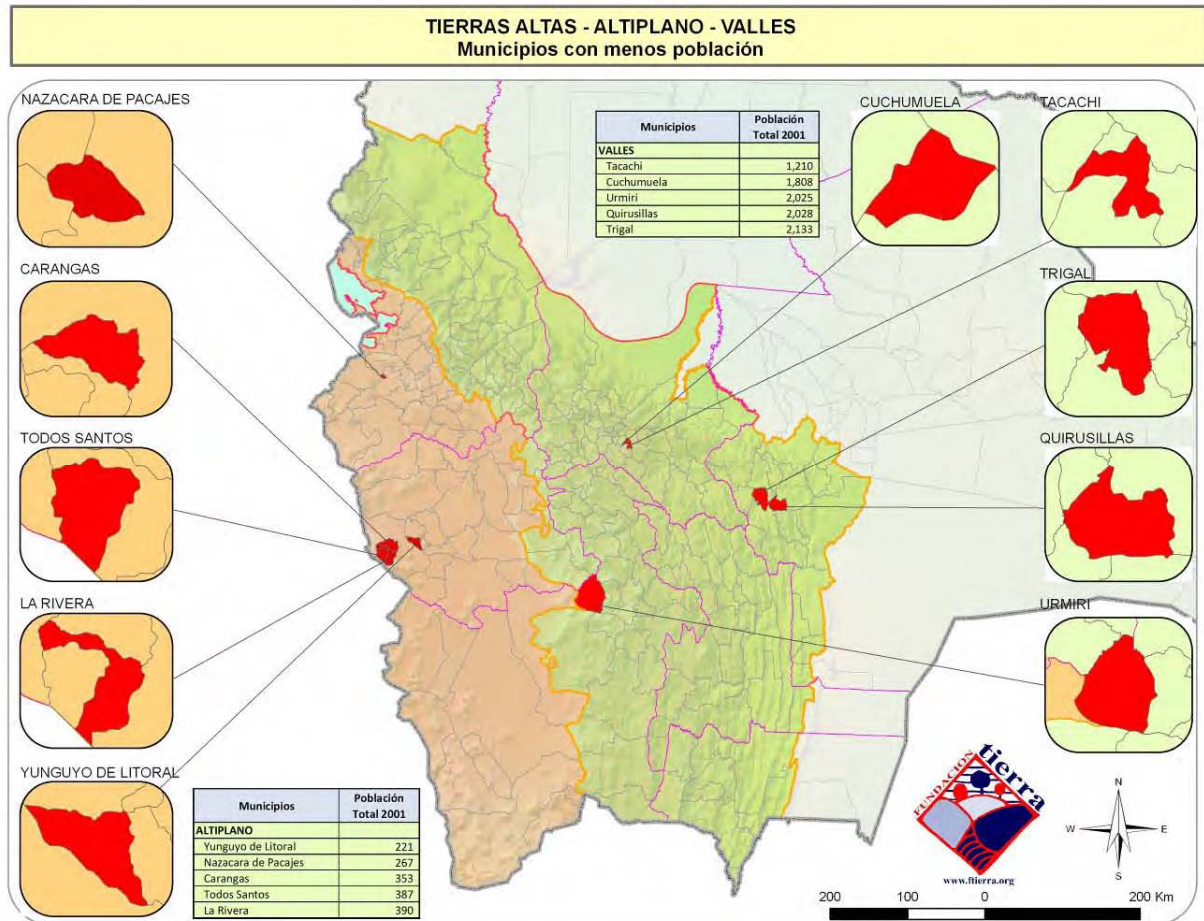 TIERRAS ALTAS - ALTIPLANO - VALLES
Municipios con menos población
NAZACARA DE PACAJES
CARANGAS
TODOS SANTOS
LA RIVERA
YUNGUYO DE LITORAL
Municipios Población Total 2001
VALLES
Tacachi 1,210
Cuchumuela 1,808
Urmiri 2,025
Quirusillas 2,028
Trigal 2,133
CUCHUMUELA
TACACHI
TRIGAL
QUIRUSILLAS
URMIRI
Municipios Población Total 2001
ALTIPLANO
Yunguyo de Litoral 221
Nazacara de Pacajes 267
Carangas 353
Todos Santos 387
La Rivera 390
FUNDACION tierra
www.ftierra.org
N
W E
S
200 100 0 200 Km